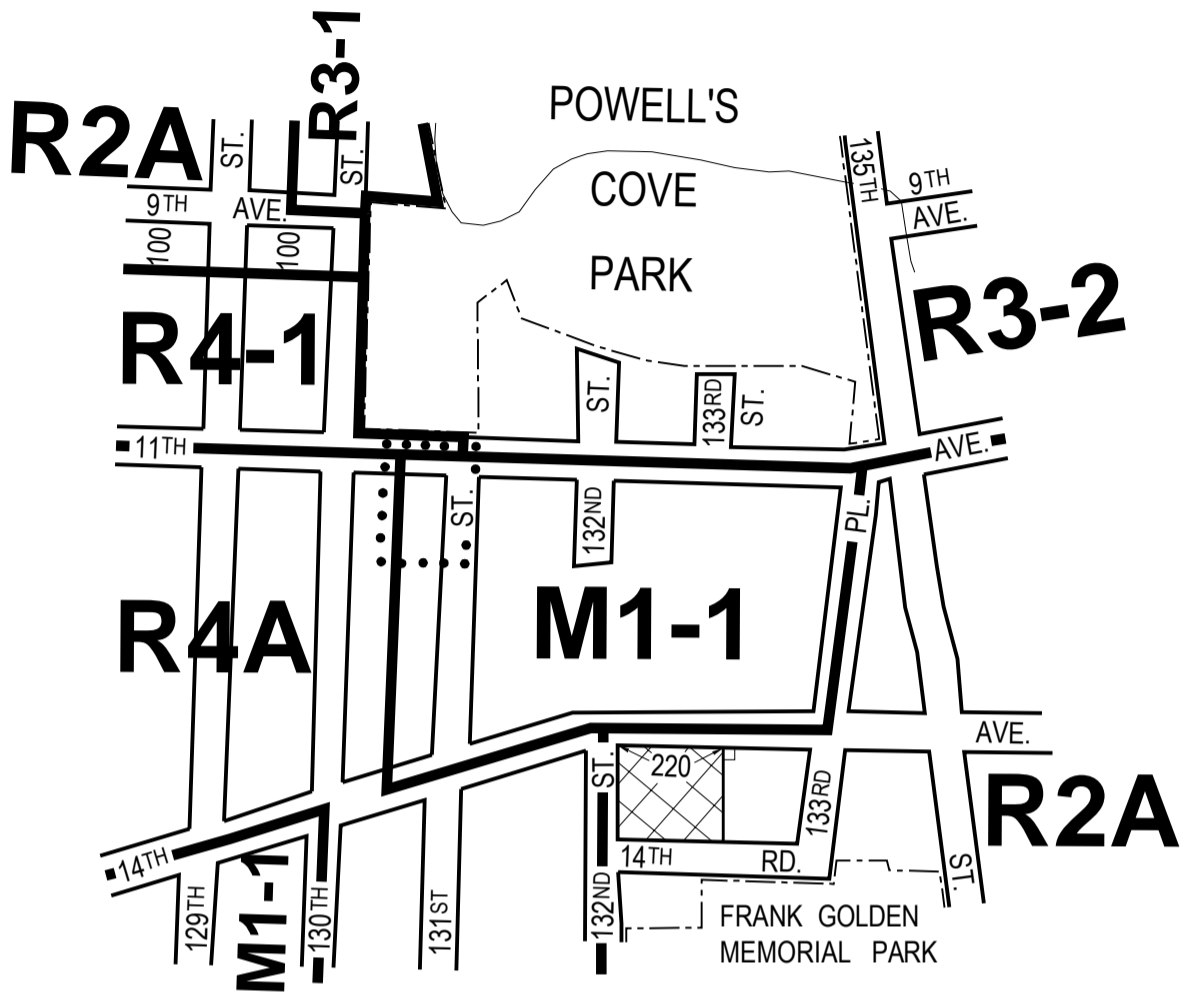 R3-1
R2A
POWELL'S
COVE
PARK
ST.
ST.
135TH
9TH
AVE.
9TH
AVE.
100
100
R4-1
R3-2
ST.
133RD
ST.
11TH
AVE.
ST.
132ND
PL.
R4A
M1-1
AVE.
ST.
220
133RD
R2A
14TH
14TH
RD.
ST.
129TH
M1-1
130TH
131ST
132ND
FRANK GOLDEN
MEMORIAL PARK